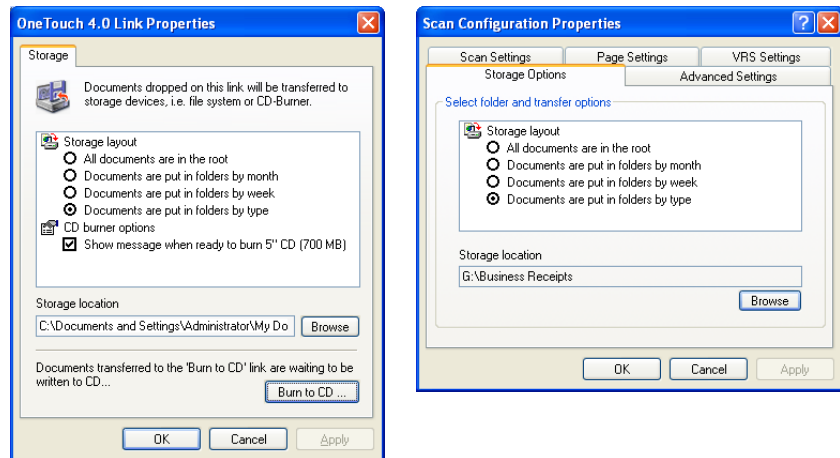 OneTouch 4.0 Link Properties
Storage
Documents dropped on this link will be transferred to
storage devices, i.e. file system or CD-Burner.
Storage layout
All documents are in the root
Documents are put in folders by month
Documents are put in folders by week
Documents are put in folders by type
CD burner options
Show message when ready to burn 5" CD (700 MB)
Storage location
C:\Documents and Settings\Administrator\My Do
Browse
Documents transferred to the 'Burn to CD' link are waiting to be
written to CD...
Burn to CD ...
OK Cancel Apply
Scan Configuration Properties
Scan Settings Page Settings VRS Settings
Storage Options Advanced Settings
Select folder and transfer options
Storage layout
All documents are in the root
Documents are put in folders by month
Documents are put in folders by week
Documents are put in folders by type
Storage location
G:\Business Receipts
Browse
OK Cancel Apply